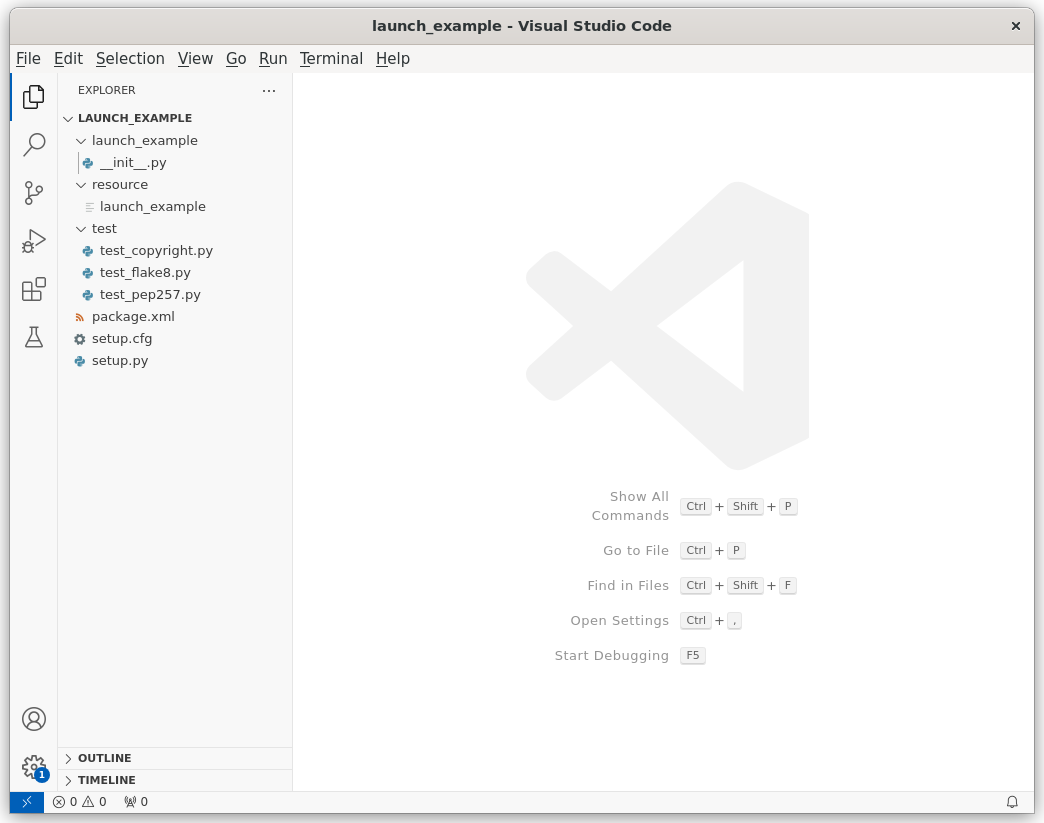 launch_example - Visual Studio Code
File Edit Selection View Go Run Terminal Help
EXPLORER
LAUNCH_EXAMPLE
launch_example
__init__.py
resource
launch_example
test
test_copyright.py
test_flake8.py
test_pep257.py
package.xml
setup.cfg
setup.py
Show All
Commands
Ctrl + Shift + P
Go to File Ctrl + P
Find in Files Ctrl + Shift + F
Open Settings Ctrl + ,
Start Debugging F5
OUTLINE
TIMELINE
1
0 0 0